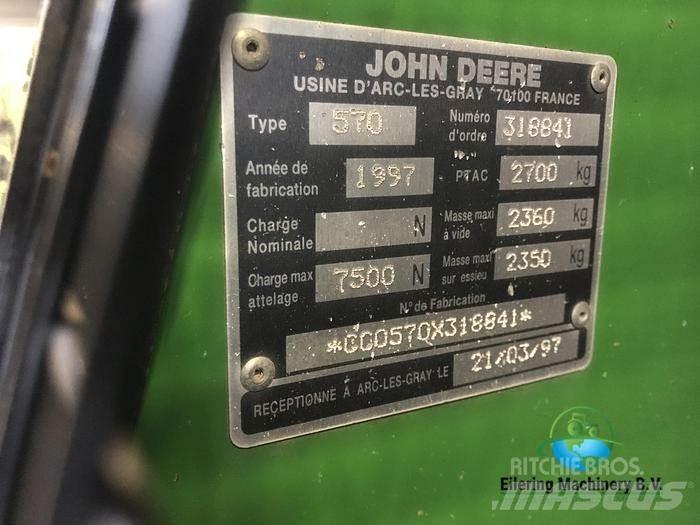 JOHN DEERE
USINE D'ARC-LES-GRAY 70100 FRANCE
Type 570 Numéro d'ordre 318841
Année de fabrication 1997 PTAC 2700 kg
Charge Nominale N Masse maxi à vide 2360 kg
Charge max attelage 7500 N Masse maxi sur essieu 2350 kg
N° de Fabrication
*CC0570X318841*
RECEPTIONNE A ARC-LES-GRAY LE 21/03/97
RITCHIE BROS.
Eltering Machinery B.V.
MASCUS